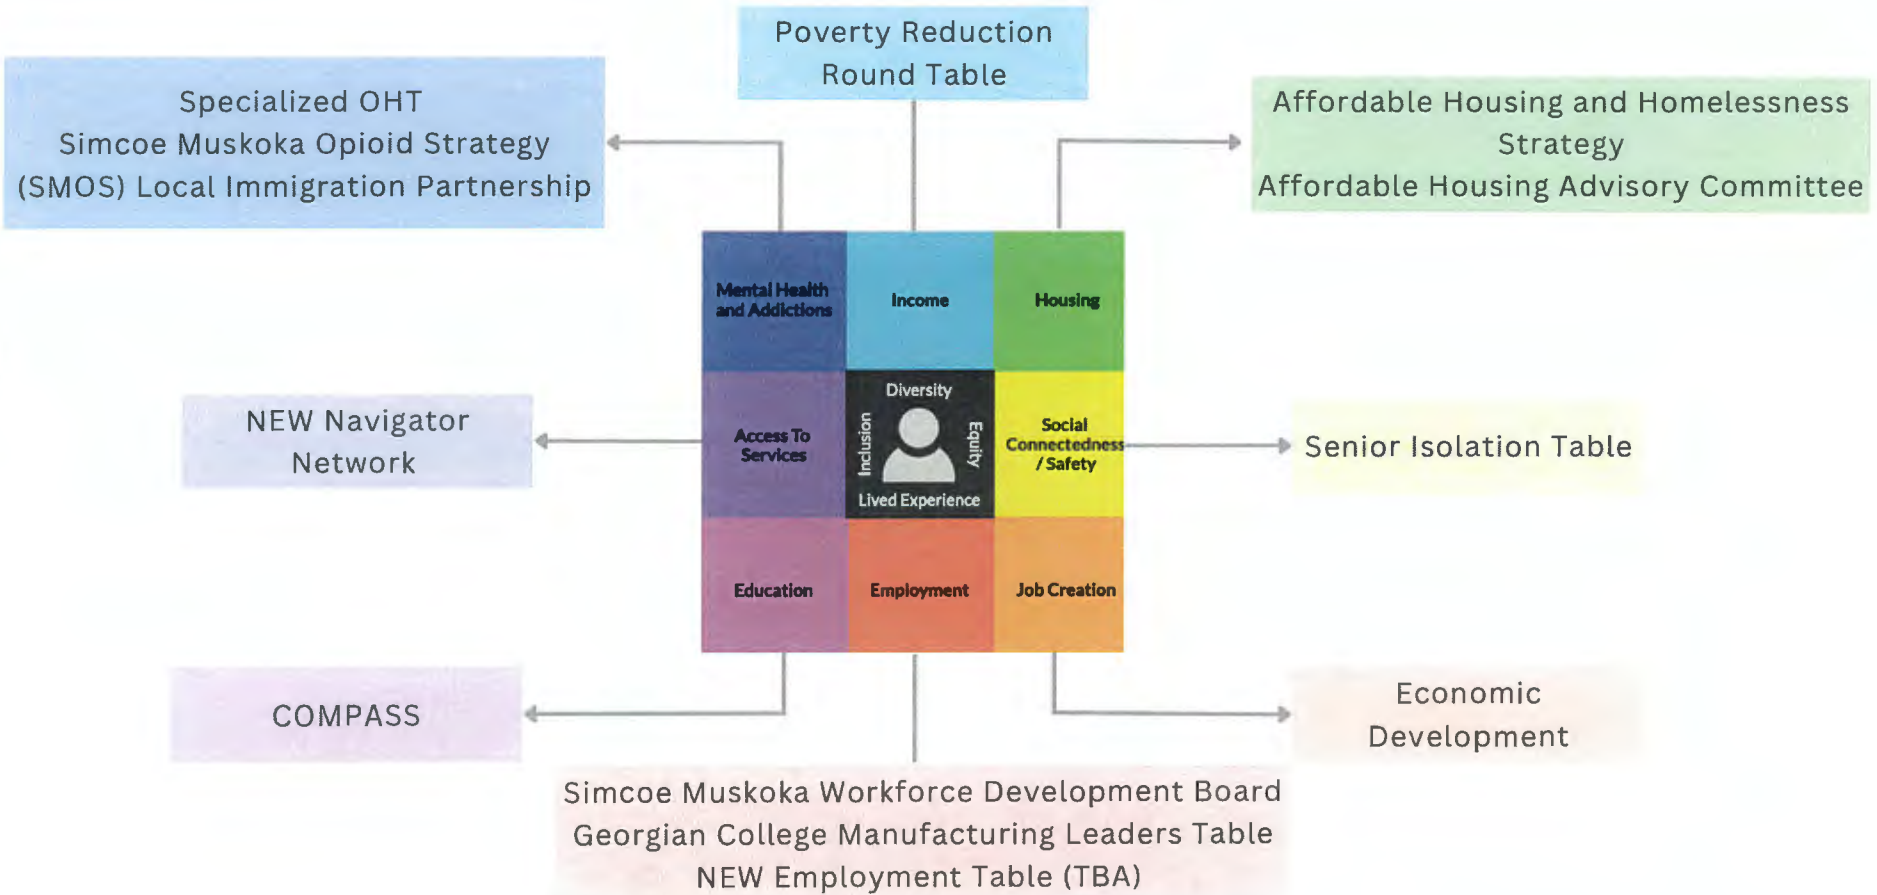 Poverty Reduction
Round Table
Specialized OHT
Simcoe Muskoka Opioid Strategy
(SMOS) Local Immigration Partnership
Affordable Housing and Homelessness
Strategy
Affordable Housing Advisory Committee
Mental Health
and Addictions
Income
Housing
NEW Navigator
Network
Access To
Services
Diversity
Inclusion
Equity
Lived Experience
Social
Connectedness
/ Safety
Senior Isolation Table
Education
Employment
Job Creation
COMPASS
Economic
Development
Simcoe Muskoka Workforce Development Board
Georgian College Manufacturing Leaders Table
NEW Employment Table (TBA)